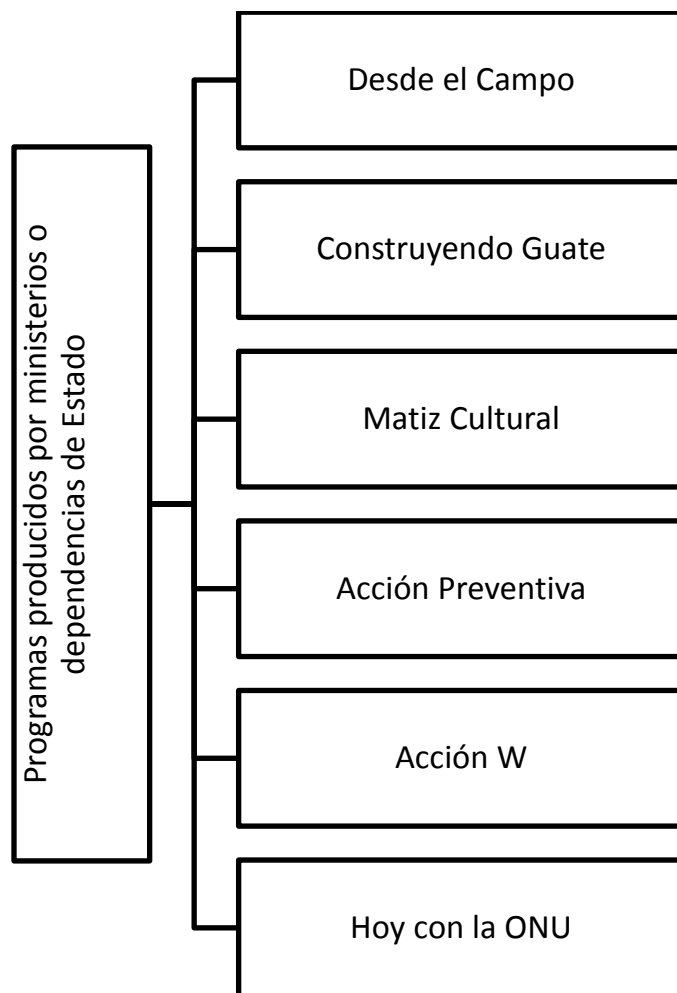 Programas producidos por ministerios o
dependencias de Estado
Desde el Campo
Construyendo Guate
Matiz Cultural
Acción Preventiva
Acción W
Hoy con la ONU